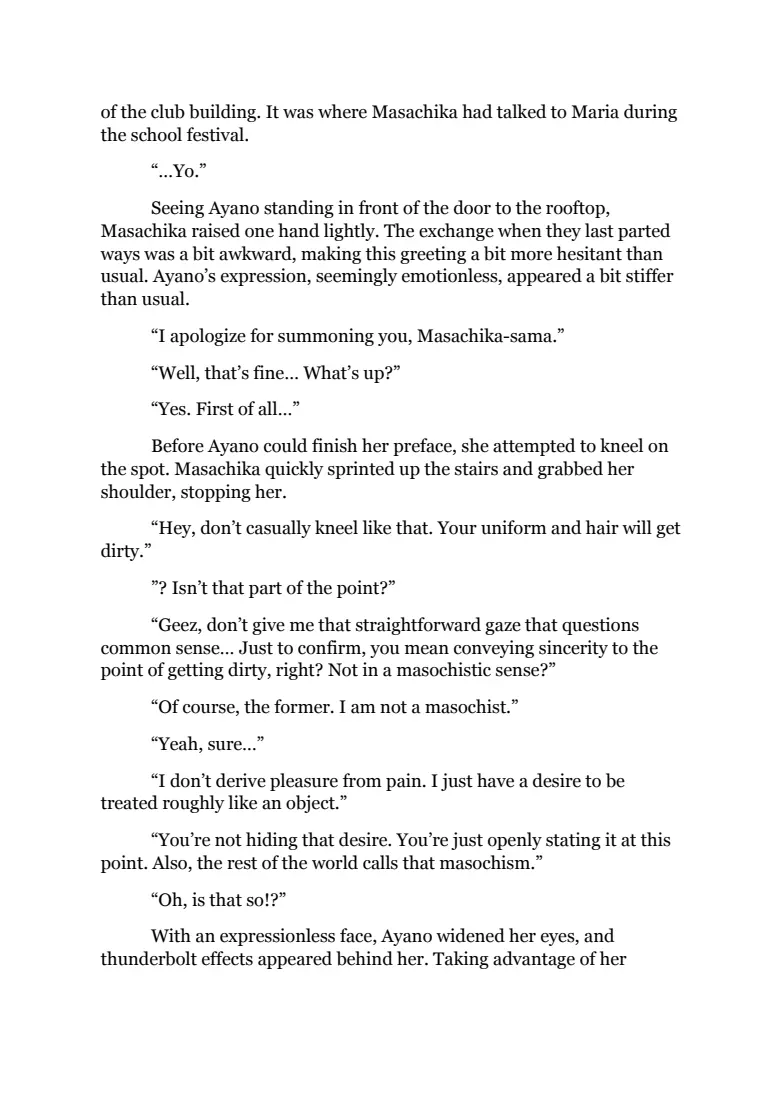 of the club building. It was where Masachika had talked to Maria during
the school festival.
“...Yo.”
Seeing Ayano standing in front of the door to the rooftop,
Masachika raised one hand lightly. The exchange when they last parted
ways was a bit awkward, making this greeting a bit more hesitant than
usual. Ayano’s expression, seemingly emotionless, appeared a bit stiffer
than usual.
“I apologize for summoning you, Masachika-sama.”
“Well, that’s fine... What’s up?”
“Yes. First of all...”
Before Ayano could finish her preface, she attempted to kneel on
the spot. Masachika quickly sprinted up the stairs and grabbed her
shoulder, stopping her.
“Hey, don’t casually kneel like that. Your uniform and hair will get
dirty.”
”? Isn’t that part of the point?”
“Geez, don’t give me that straightforward gaze that questions
common sense... Just to confirm, you mean conveying sincerity to the
point of getting dirty, right? Not in a masochistic sense?”
“Of course, the former. I am not a masochist.”
“Yeah, sure...”
“I don’t derive pleasure from pain. I just have a desire to be
treated roughly like an object.”
“You’re not hiding that desire. You’re just openly stating it at this
point. Also, the rest of the world calls that masochism.”
“Oh, is that so!?”
With an expressionless face, Ayano widened her eyes, and
thunderbolt effects appeared behind her. Taking advantage of her